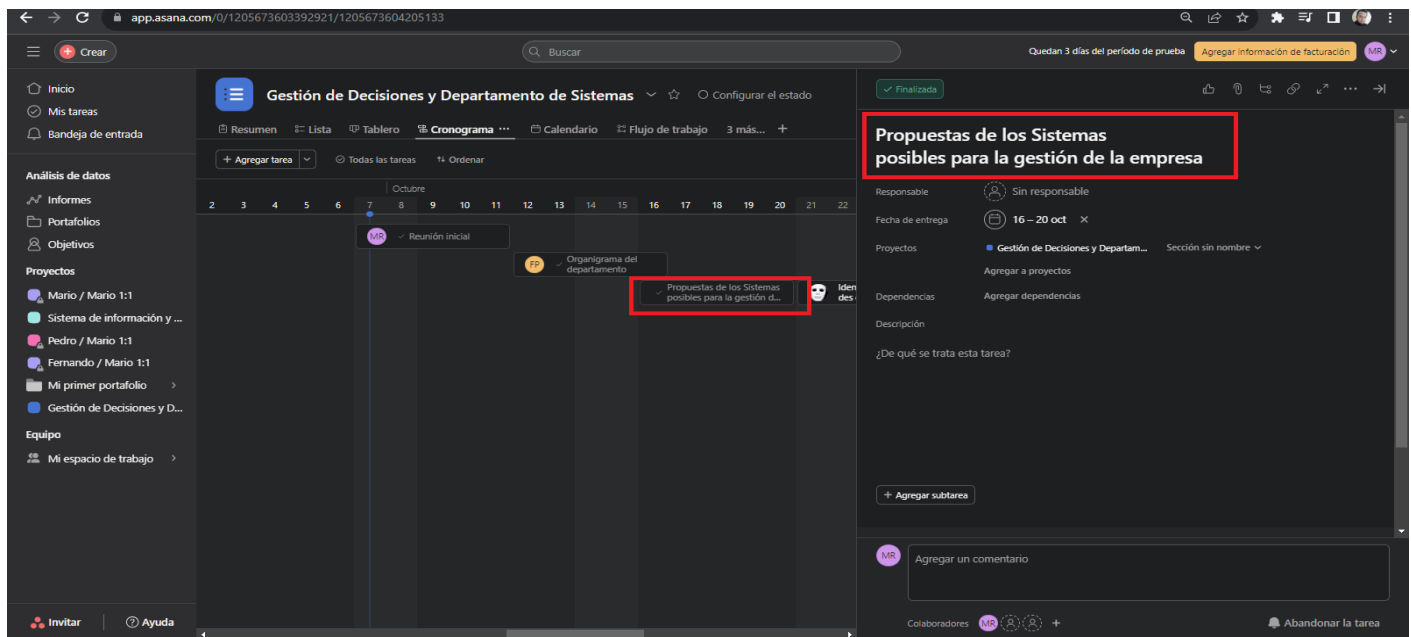 app.asana.com/0/1205673603392921/1205673604205133
Crear
Buscar
Quedan 3 días del período de prueba
Agregar información de facturación
MR
Inicio
Mis tareas
Bandeja de entrada
Análisis de datos
Informes
Portafolios
Objetivos
Proyectos
Mario / Mario 1:1
Sistema de información y ...
Pedro / Mario 1:1
Fernando / Mario 1:1
Mi primer portafolio
Gestión de Decisiones y D...
Equipo
Mi espacio de trabajo
Invitar
Ayuda
Gestión de Decisiones y Departamento de Sistemas
Configurar el estado
Resumen Lista Tablero Cronograma ... Calendario Flujo de trabajo 3 más... +
+ Agregar tarea
Todas las tareas
Ordenar
Octubre
2 3 4 5 6 7 8 9 10 11 12 13 14 15 16 17 18 19 20 21 22
MR
Reunión inicial
FP
Organigrama del
departamento
Propuestas de los Sistemas
posibles para la gestión d...
Iden
des
Finalizada
Propuestas de los Sistemas
posibles para la gestión de la empresa
Responsable
Sin responsable
Fecha de entrega
16 – 20 oct
Proyectos
Gestión de Decisiones y Departam...
Sección sin nombre
Agregar a proyectos
Dependencias
Agregar dependencias
Descripción
¿De qué se trata esta tarea?
+ Agregar subtarea
MR
Agregar un comentario
Colaboradores
MR
+
Abandonar la tarea